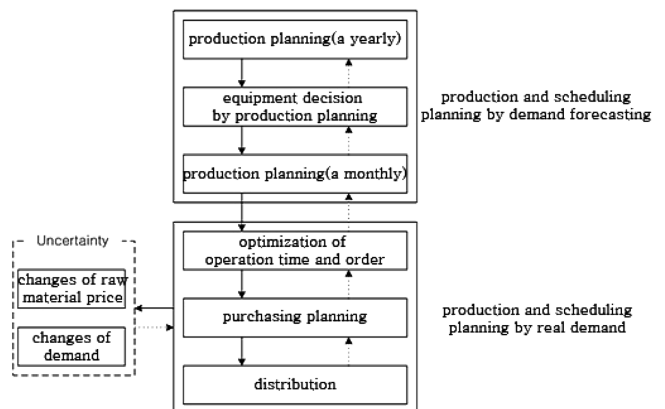 production planning(a yearly)
equipment decision
by production planning
production and scheduling
planning by demand forecasting
production planning(a monthly)
Uncertainty
optimization of
operation time and order
changes of raw
material price
purchasing planning
production and scheduling
planning by real demand
changes of
demand
distribution